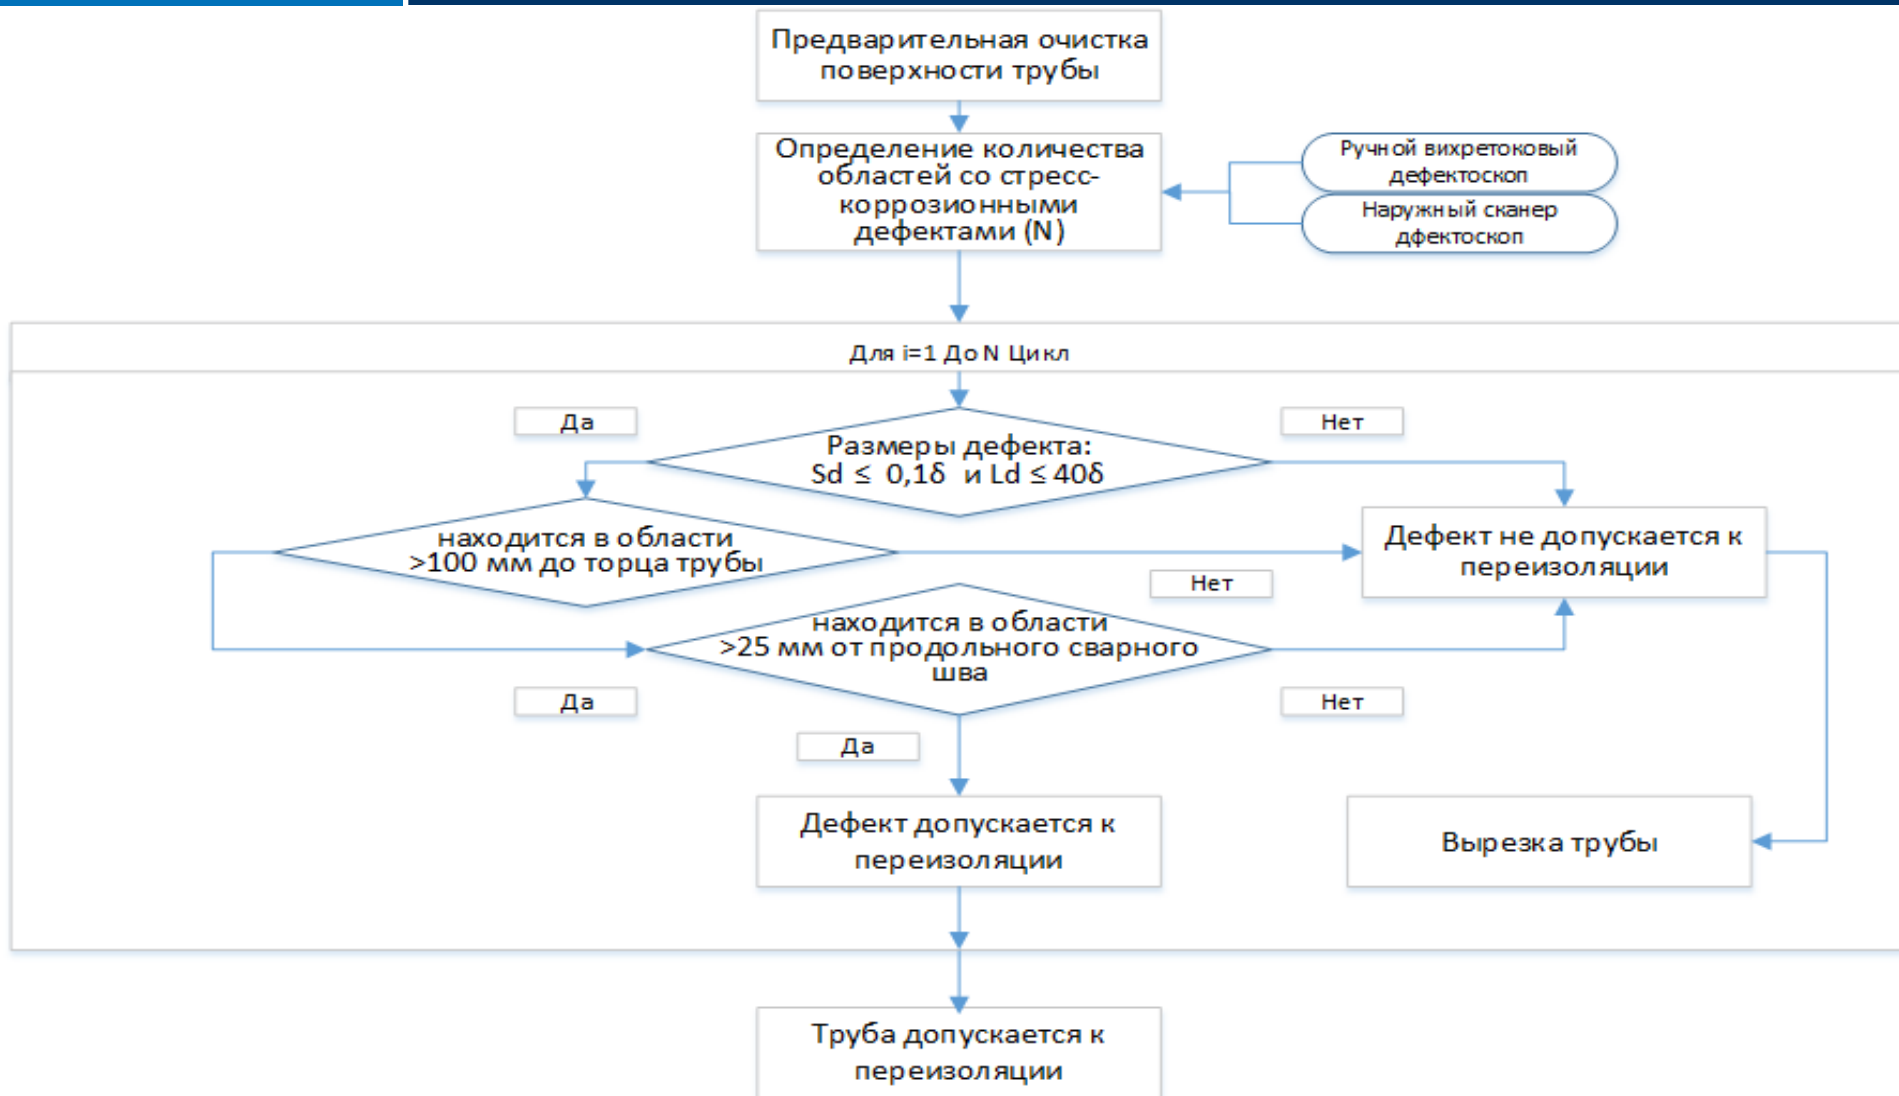 Предварительная очистка
поверхности трубы
Определение количества
областей со стресс-
коррозионными
дефектами (N)
Ручной вихретоковый
дефектоскоп
Наружный сканер
дфектоскоп
Для i=1 До N Цикл
Да
Нет
Размеры дефекта:
Sd ≤ 0,1δ и Ld ≤ 40δ
находится в области
>100 мм до торца трубы
Дефект не допускается к
переизоляции
Нет
находится в области
>25 мм от продольного сварного
шва
Да
Нет
Да
Дефект допускается к
переизоляции
Вырезка трубы
Труба допускается к
переизоляции